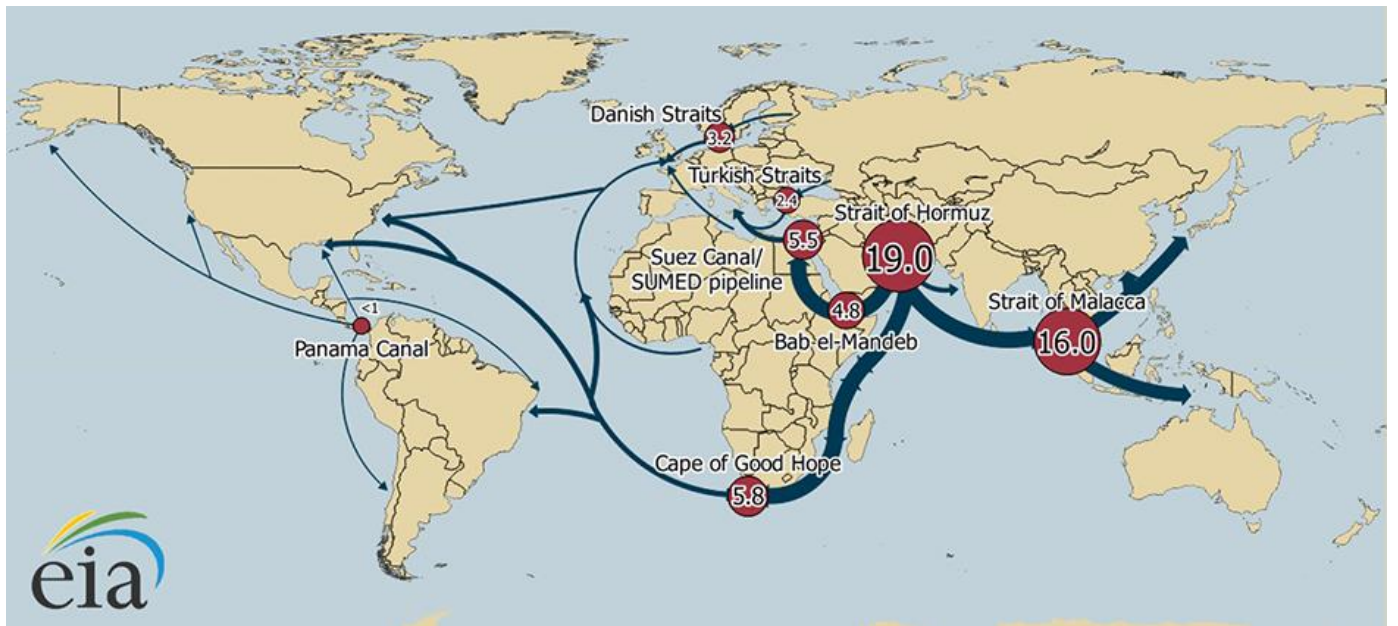 Danish Straits
3.2
Turkish Straits
2.4
Strait of Hormuz
19.0
5.5
Suez Canal/
SUMED pipeline
4.8
Bab el-Mandeb
Strait of Malacca
16.0
<1
Panama Canal
Cape of Good Hope
5.8
eia